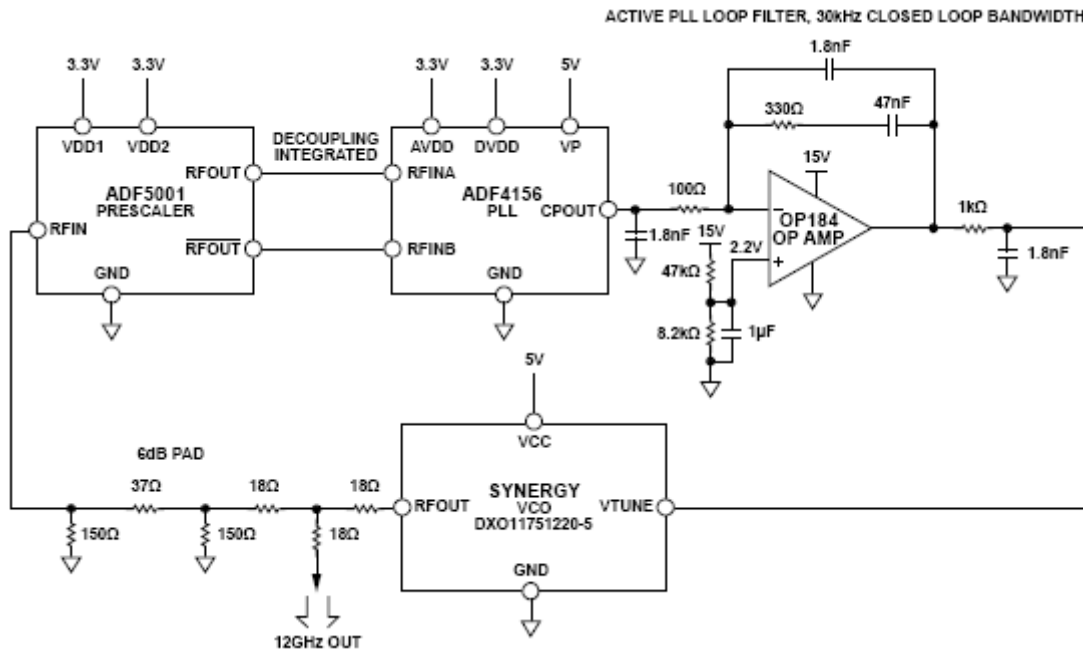 ACTIVE PLL LOOP FILTER, 30kHz CLOSED LOOP BANDWIDTH
1.8nF
3.3V
3.3V
3.3V
3.3V
5V
330Ω
47nF
VDD1
VDD2
DECOUPLING
INTEGRATED
AVDD
DVDD
VP
RFOUT
RFINA
15V
ADF5001
PRESCALER
ADF4156
PLL
CPOUT
100Ω
OP184
OP AMP
1kΩ
RFIN
RFOUT
RFINB
1.8nF
15V
2.2V
1.8nF
GND
GND
47kΩ
8.2kΩ
1µF
5V
VCC
6dB PAD
37Ω
18Ω
18Ω
RFOUT
SYNERGY
VCO
DXO11751220-5
VTUNE
150Ω
150Ω
18Ω
GND
12GHz OUT